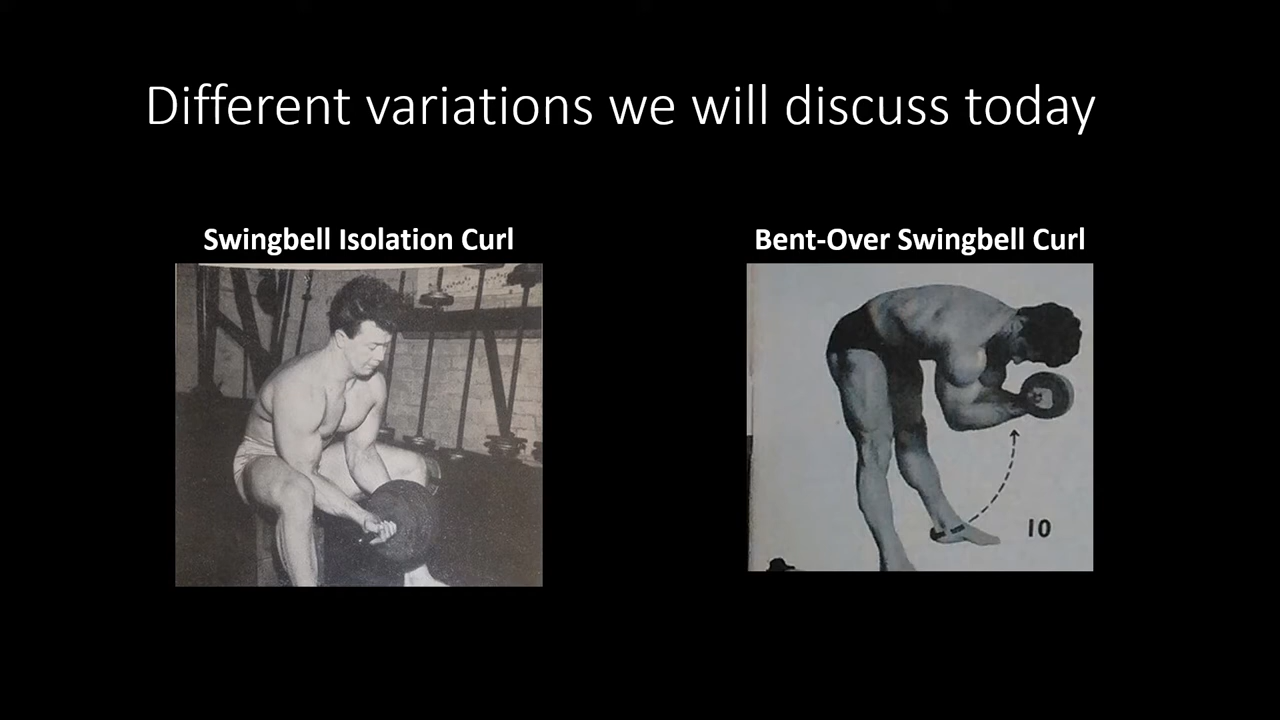 Different variations we will discuss today
Swingbell Isolation Curl
Bent-Over Swingbell Curl
10